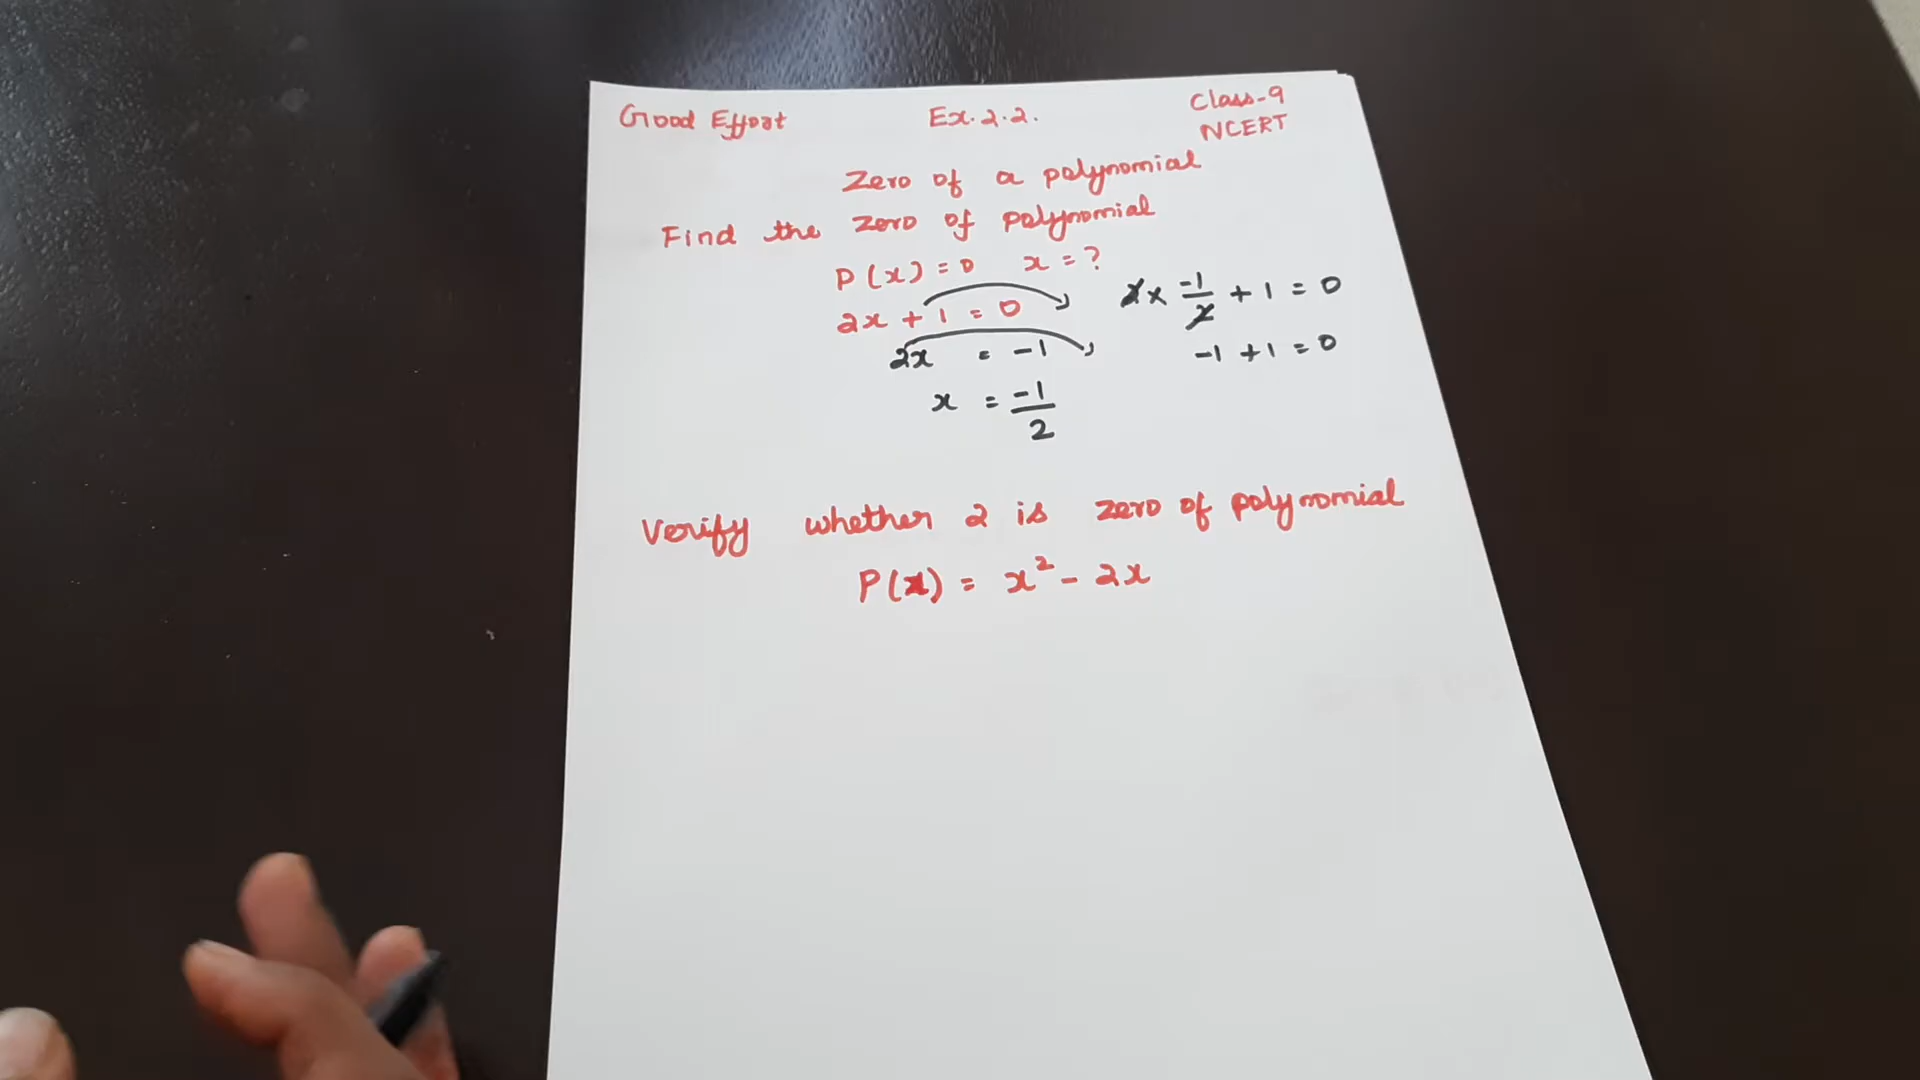 Good Effort Ex. 2.2. Class-9
NCERT
Zero of a polynomial
Find the zero of polynomial
P(x) = 0 x = ?
2x + 1 = 0
2x = -1
x = -1/2
2 x -1/2 + 1 = 0
-1 + 1 = 0
Verify whether 2 is zero of polynomial
P(x) = x² - 2x